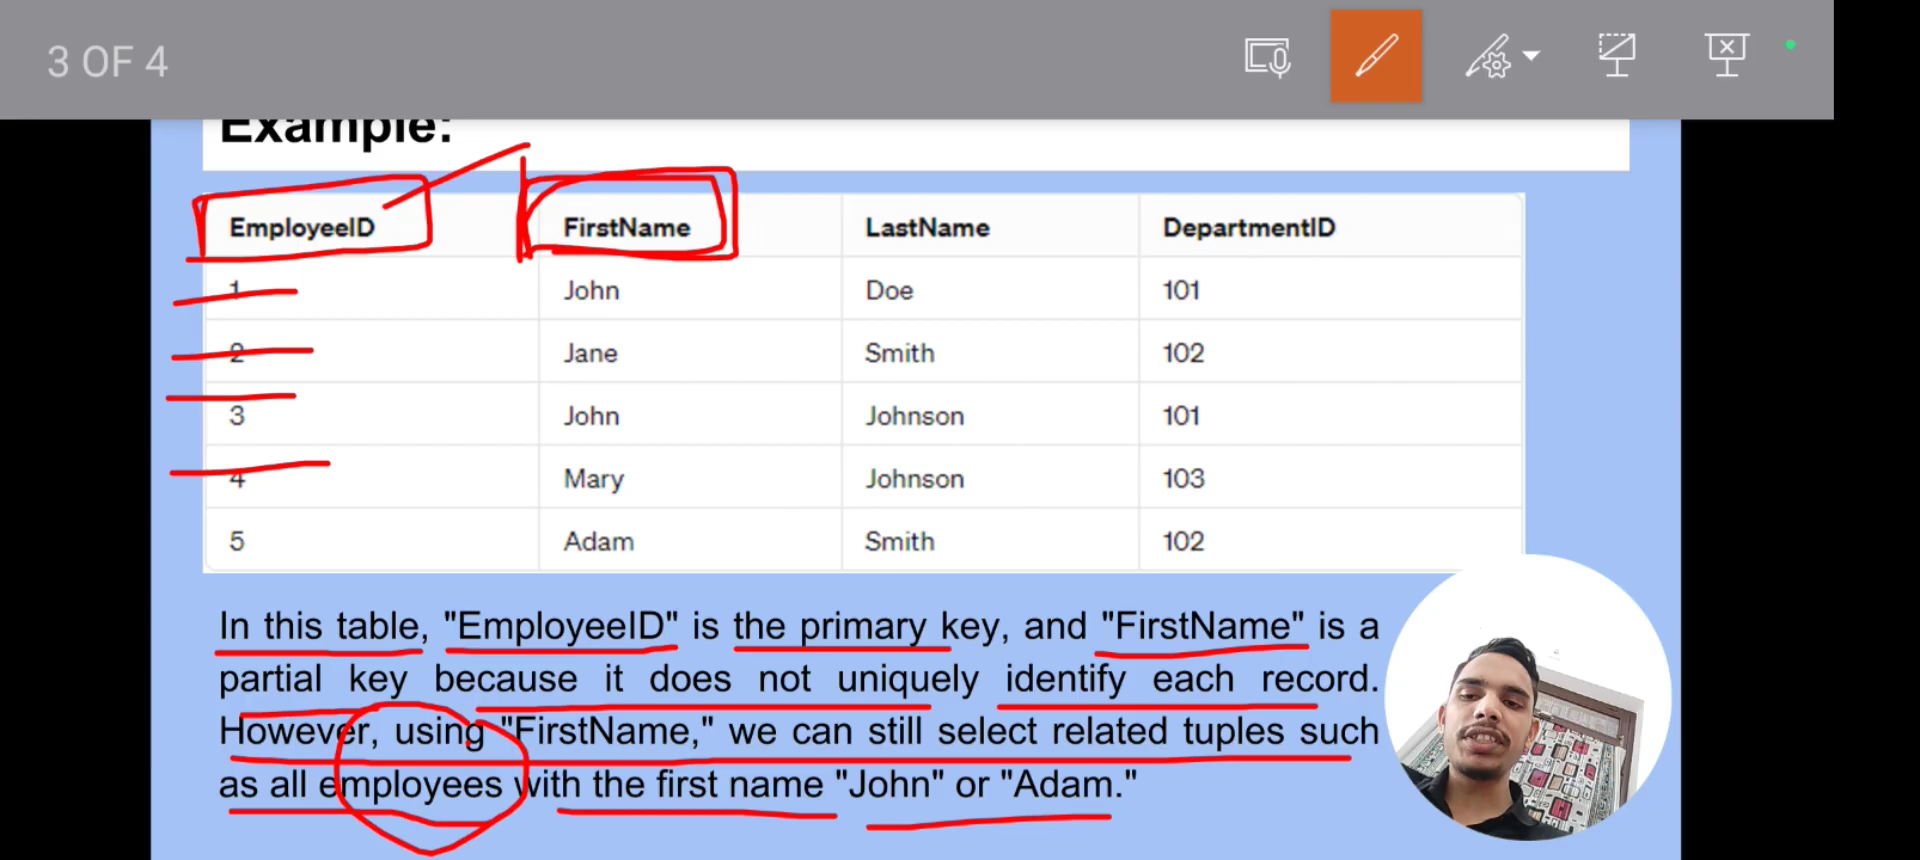 3 OF 4
Example:
EmployeeID FirstName LastName DepartmentID
1 John Doe 101
2 Jane Smith 102
3 John Johnson 101
4 Mary Johnson 103
5 Adam Smith 102
In this table, "EmployeeID" is the primary key, and "FirstName" is a
partial key because it does not uniquely identify each record.
However, using "FirstName," we can still select related tuples such
as all employees with the first name "John" or "Adam."